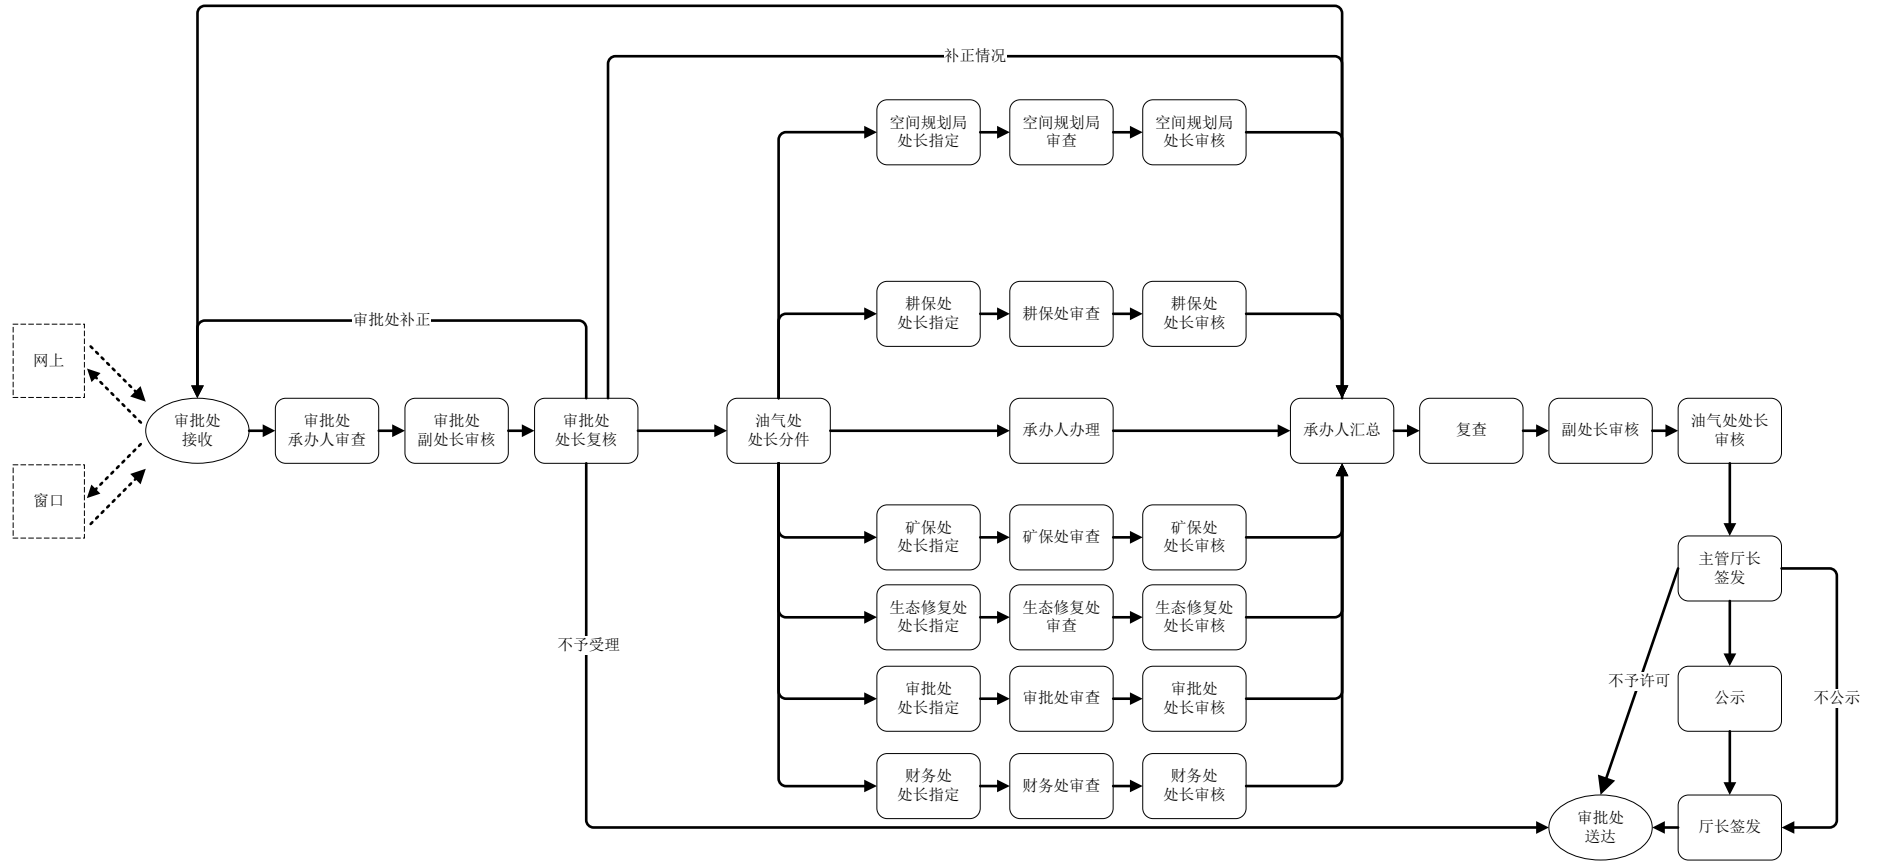 补正情况
空间规划局
处长指定
空间规划局
审查
空间规划局
处长审核
耕保处
处长指定
耕保处审查
耕保处
处长审核
审批处补正
网上
窗口
审批处
接收
审批处
承办人审查
审批处
副处长审核
审批处
处长复核
油气处
处长分件
承办人办理
承办人汇总
复查
副处长审核
油气处处长
审核
矿保处
处长指定
矿保处审查
矿保处
处长审核
生态修复处
处长指定
生态修复处
审查
生态修复处
处长审核
审批处
处长指定
审批处审查
审批处
处长审核
财务处
处长指定
财务处审查
财务处
处长审核
不予受理
主管厅长
签发
不予许可
公示
不公示
审批处
送达
厅长签发